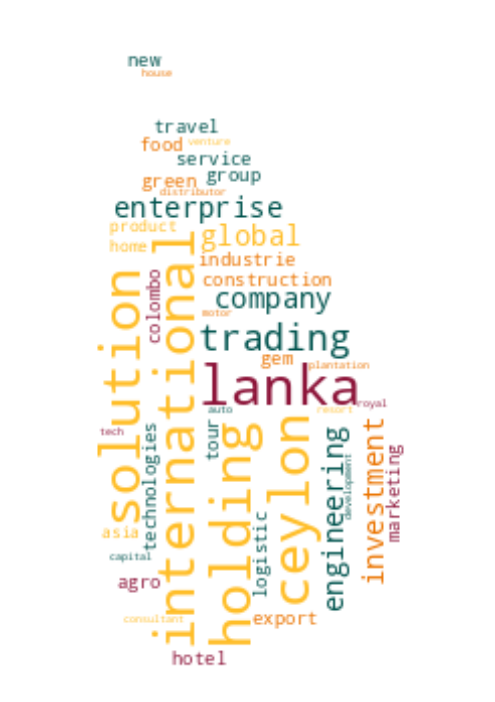 new
house
travel
food
venture
service
group
green
distributor
enterprise
product
global
home
industrie
construction
colombo
company
solution
international
motor
trading
gem
plantation
lanka
royal
auto
resort
tech
tour
technologies
holding
ceylon
engineering
development
investment
marketing
asia
logistic
capital
agro
consultant
export
hotel